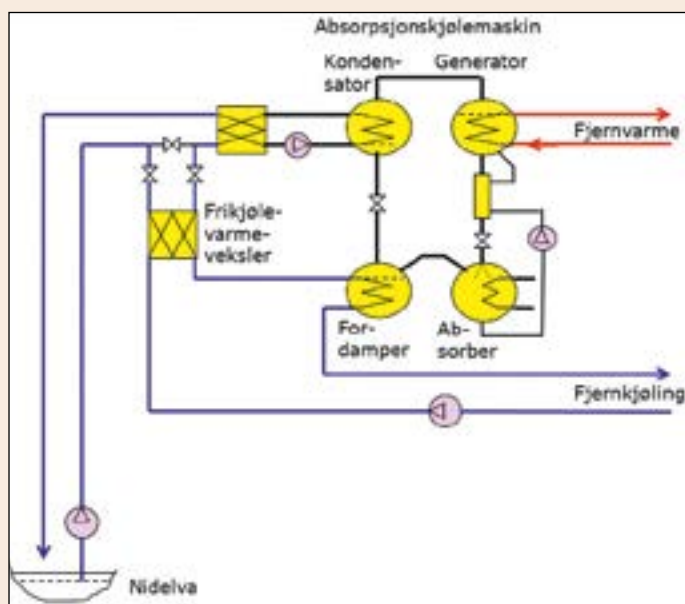 Absorpsjonskjølemaskin
Konden-
sator
Generator
Fjernvarme
Frikjøle-
varme-
veksler
For-
damper
Ab-
sorber
Fjernkjøling
Nidelva